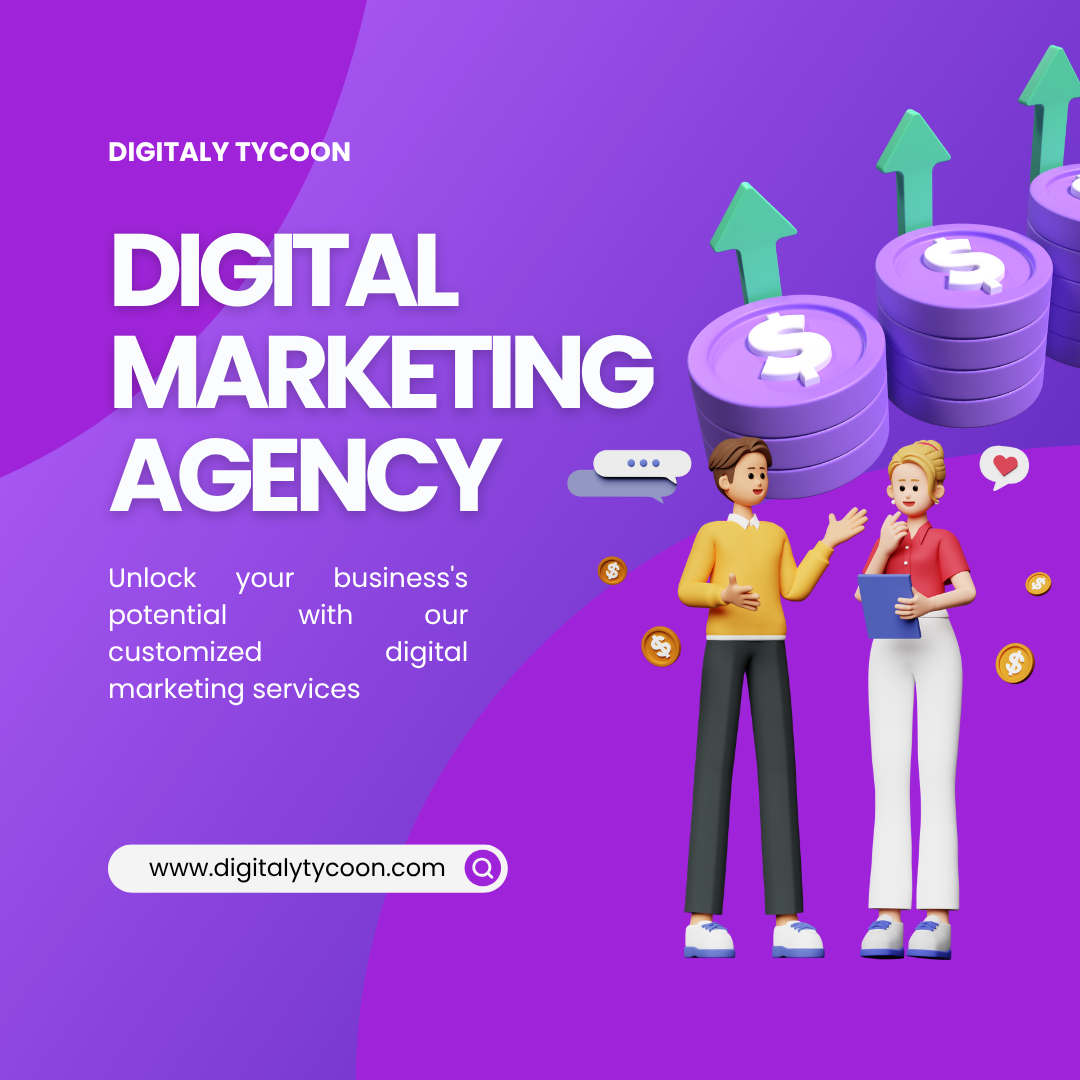 DIGITALY TYCOON
DIGITAL
MARKETING
AGENCY
Unlock your business's
potential with our
customized digital
marketing services
www.digitalytycoon.com